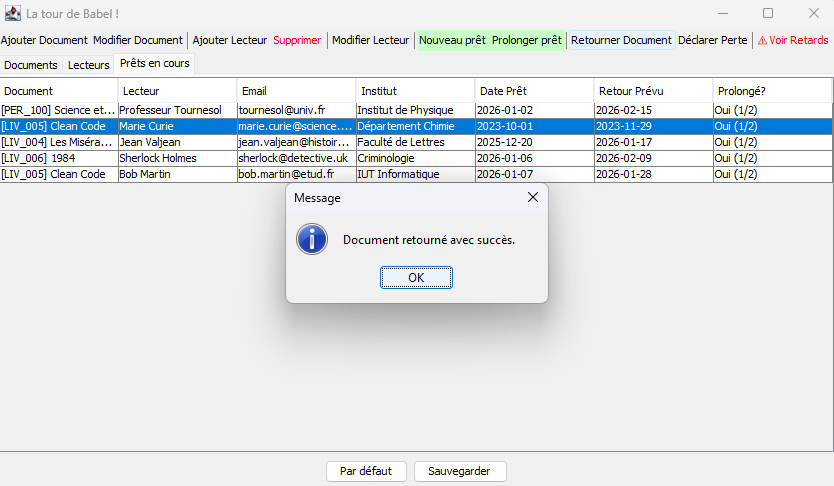 La tour de Babel !
Ajouter Document Modifier Document Ajouter Lecteur Supprimer Modifier Lecteur Nouveau prêt Prolonger prêt Retourner Document Déclarer Perte ⚠ Voir Retards
Documents Lecteurs Prêts en cours
Document Lecteur Email Institut Date Prêt Retour Prévu Prolongé?
[PER_100] Science et... Professeur Tournesol tournesol@univ.fr Institut de Physique 2026-01-02 2026-02-15 Oui (1/2)
[LIV_005] Clean Code Marie Curie marie.curie@science.... Département Chimie 2023-10-01 2023-11-29 Oui (1/2)
[LIV_004] Les Miséra... Jean Valjean jean.valjean@histoir... Faculté de Lettres 2025-12-20 2026-01-17 Oui (1/2)
[LIV_006] 1984 Sherlock Holmes sherlock@detective.uk Criminologie 2026-01-06 2026-02-09 Oui (1/2)
[LIV_005] Clean Code Bob Martin bob.martin@etud.fr IUT Informatique 2026-01-07 2026-01-28 Oui (1/2)
Message
Document retourné avec succès.
OK
Par défaut Sauvegarder